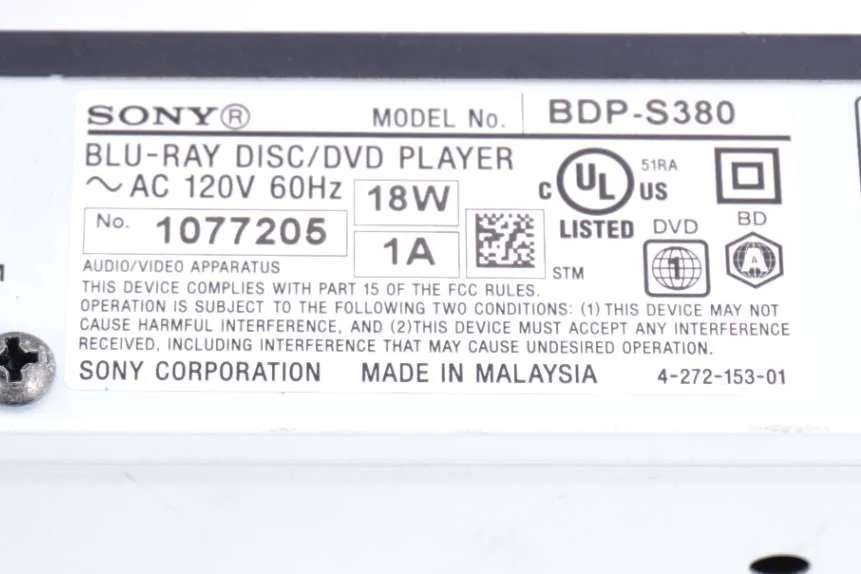 SONY® MODEL No. BDP-S380
BLU-RAY DISC/DVD PLAYER
∼ AC 120V 60Hz 18W
No. 1077205 1A
C UL US 51RA
LISTED DVD BD
1 A
AUDIO/VIDEO APPARATUS STM
THIS DEVICE COMPLIES WITH PART 15 OF THE FCC RULES.
OPERATION IS SUBJECT TO THE FOLLOWING TWO CONDITIONS: (1) THIS DEVICE MAY NOT
CAUSE HARMFUL INTERFERENCE, AND (2)THIS DEVICE MUST ACCEPT ANY INTERFERENCE
RECEIVED, INCLUDING INTERFERENCE THAT MAY CAUSE UNDESIRED OPERATION.
SONY CORPORATION MADE IN MALAYSIA 4-272-153-01